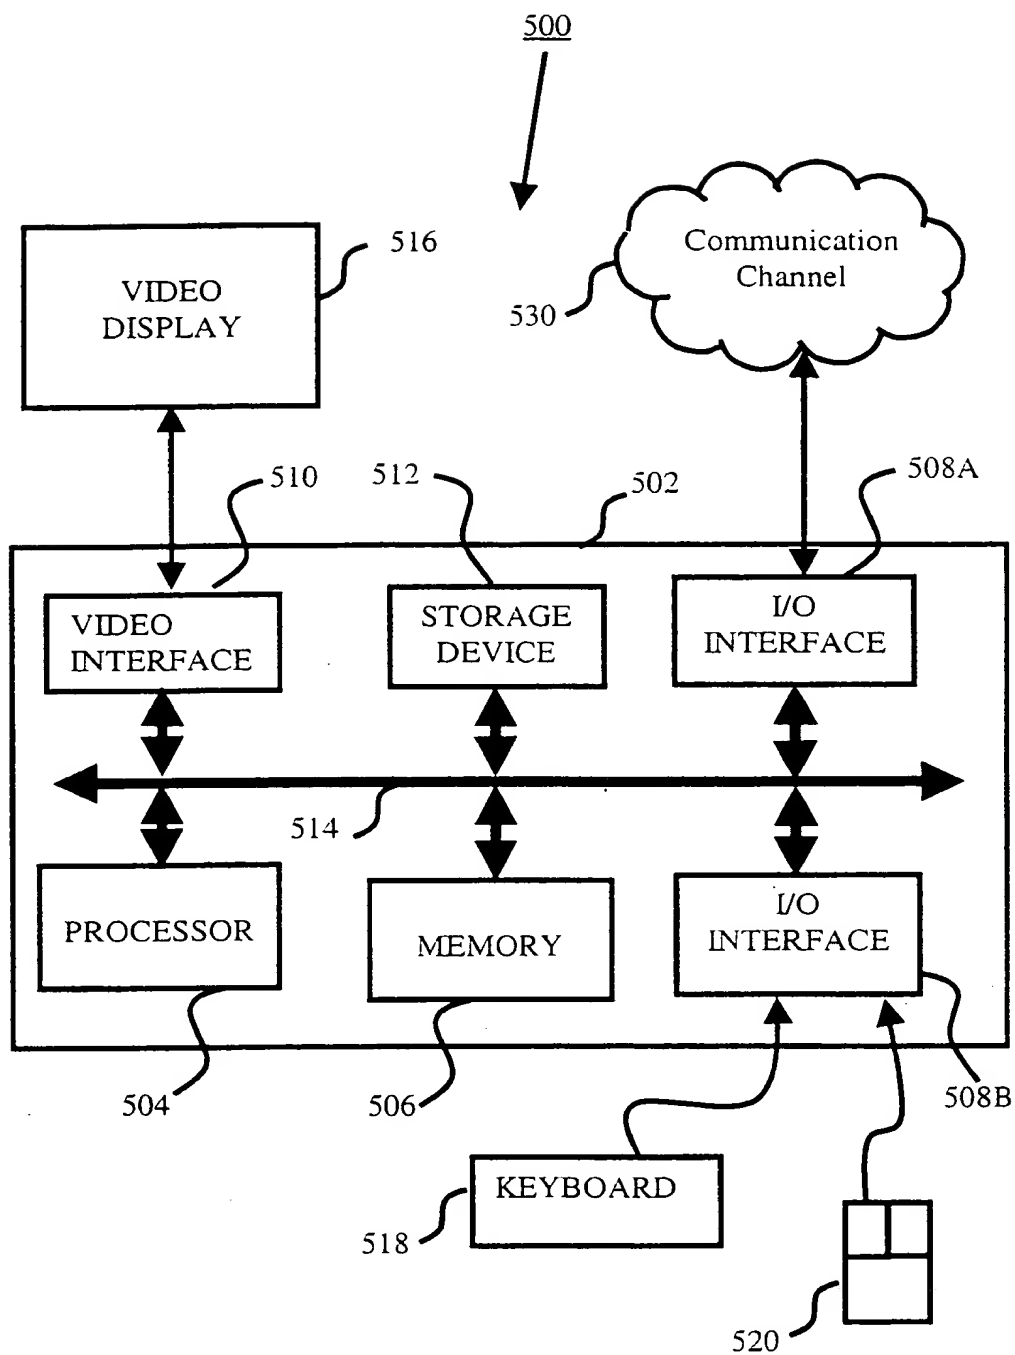 500
516
VIDEO
DISPLAY
Communication
Channel
530
510
512
502
508A
VIDEO
INTERFACE
STORAGE
DEVICE
I/O
INTERFACE
514
PROCESSOR
MEMORY
I/O
INTERFACE
504
506
508B
KEYBOARD
518
520